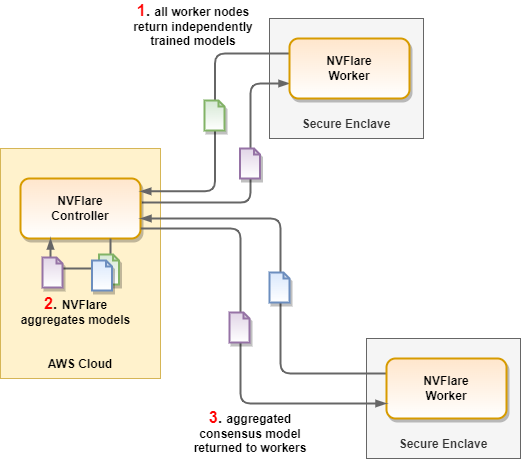 1. all worker nodes
return independently
trained models
NVFlare
Worker
Secure Enclave
NVFlare
Controller
2. NVFlare
aggregates models
AWS Cloud
NVFlare
Worker
Secure Enclave
3. aggregated
consensus model
returned to workers